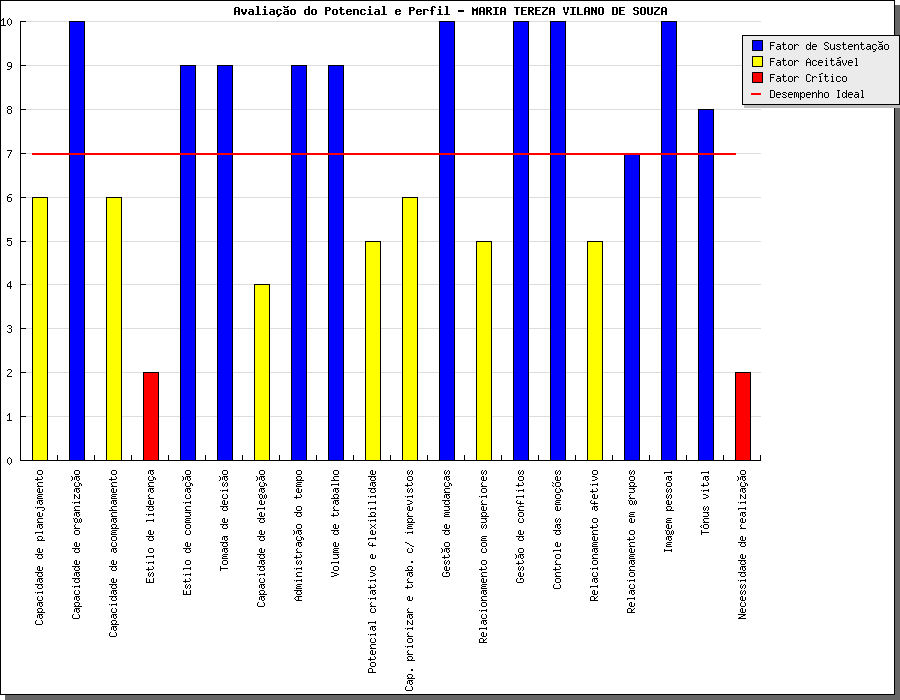 Avaliação do Potencial e Perfil - MARIA TEREZA VILANO DE SOUZA
Fator de Sustentação
Fator Aceitável
Fator Crítico
Desempenho Ideal
10
9
8
7
6
5
4
3
2
1
0
Capacidade de planejamento
Capacidade de organização
Capacidade de acompanhamento
Estilo de liderança
Estilo de comunicação
Tomada de decisão
Capacidade de delegação
Administração do tempo
Volume de trabalho
Potencial criativo e flexibilidade
Cap. priorizar e trab. c/ imprevistos
Gestão de mudanças
Relacionamento com superiores
Gestão de conflitos
Controle das emoções
Relacionamento afetivo
Relacionamento em grupos
Imagem pessoal
Tônus vital
Necessidade de realização